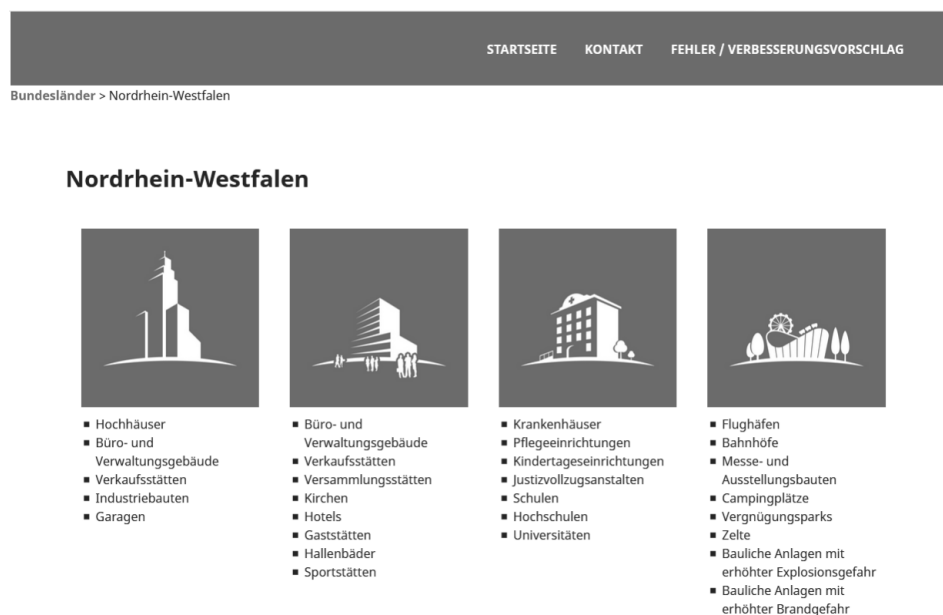 STARTSEITE KONTAKT FEHLER / VERBESSERUNGSVORSCHLAG
Bundesländer > Nordrhein-Westfalen
Nordrhein-Westfalen
▪ Hochhäuser
▪ Büro- und
Verwaltungsgebäude
▪ Verkaufsstätten
▪ Industriebauten
▪ Garagen
▪ Büro- und
Verwaltungsgebäude
▪ Verkaufsstätten
▪ Versammlungsstätten
▪ Kirchen
▪ Hotels
▪ Gaststätten
▪ Hallenbäder
▪ Sportstätten
▪ Krankenhäuser
▪ Pflegeeinrichtungen
▪ Kindertageseinrichtungen
▪ Justizvollzugsanstalten
▪ Schulen
▪ Hochschulen
▪ Universitäten
▪ Flughäfen
▪ Bahnhöfe
▪ Messe- und
Ausstellungsbauten
▪ Campingplätze
▪ Vergnügungsparks
▪ Zelte
▪ Bauliche Anlagen mit
erhöhter Explosionsgefahr
▪ Bauliche Anlagen mit
erhöhter Brandgefahr